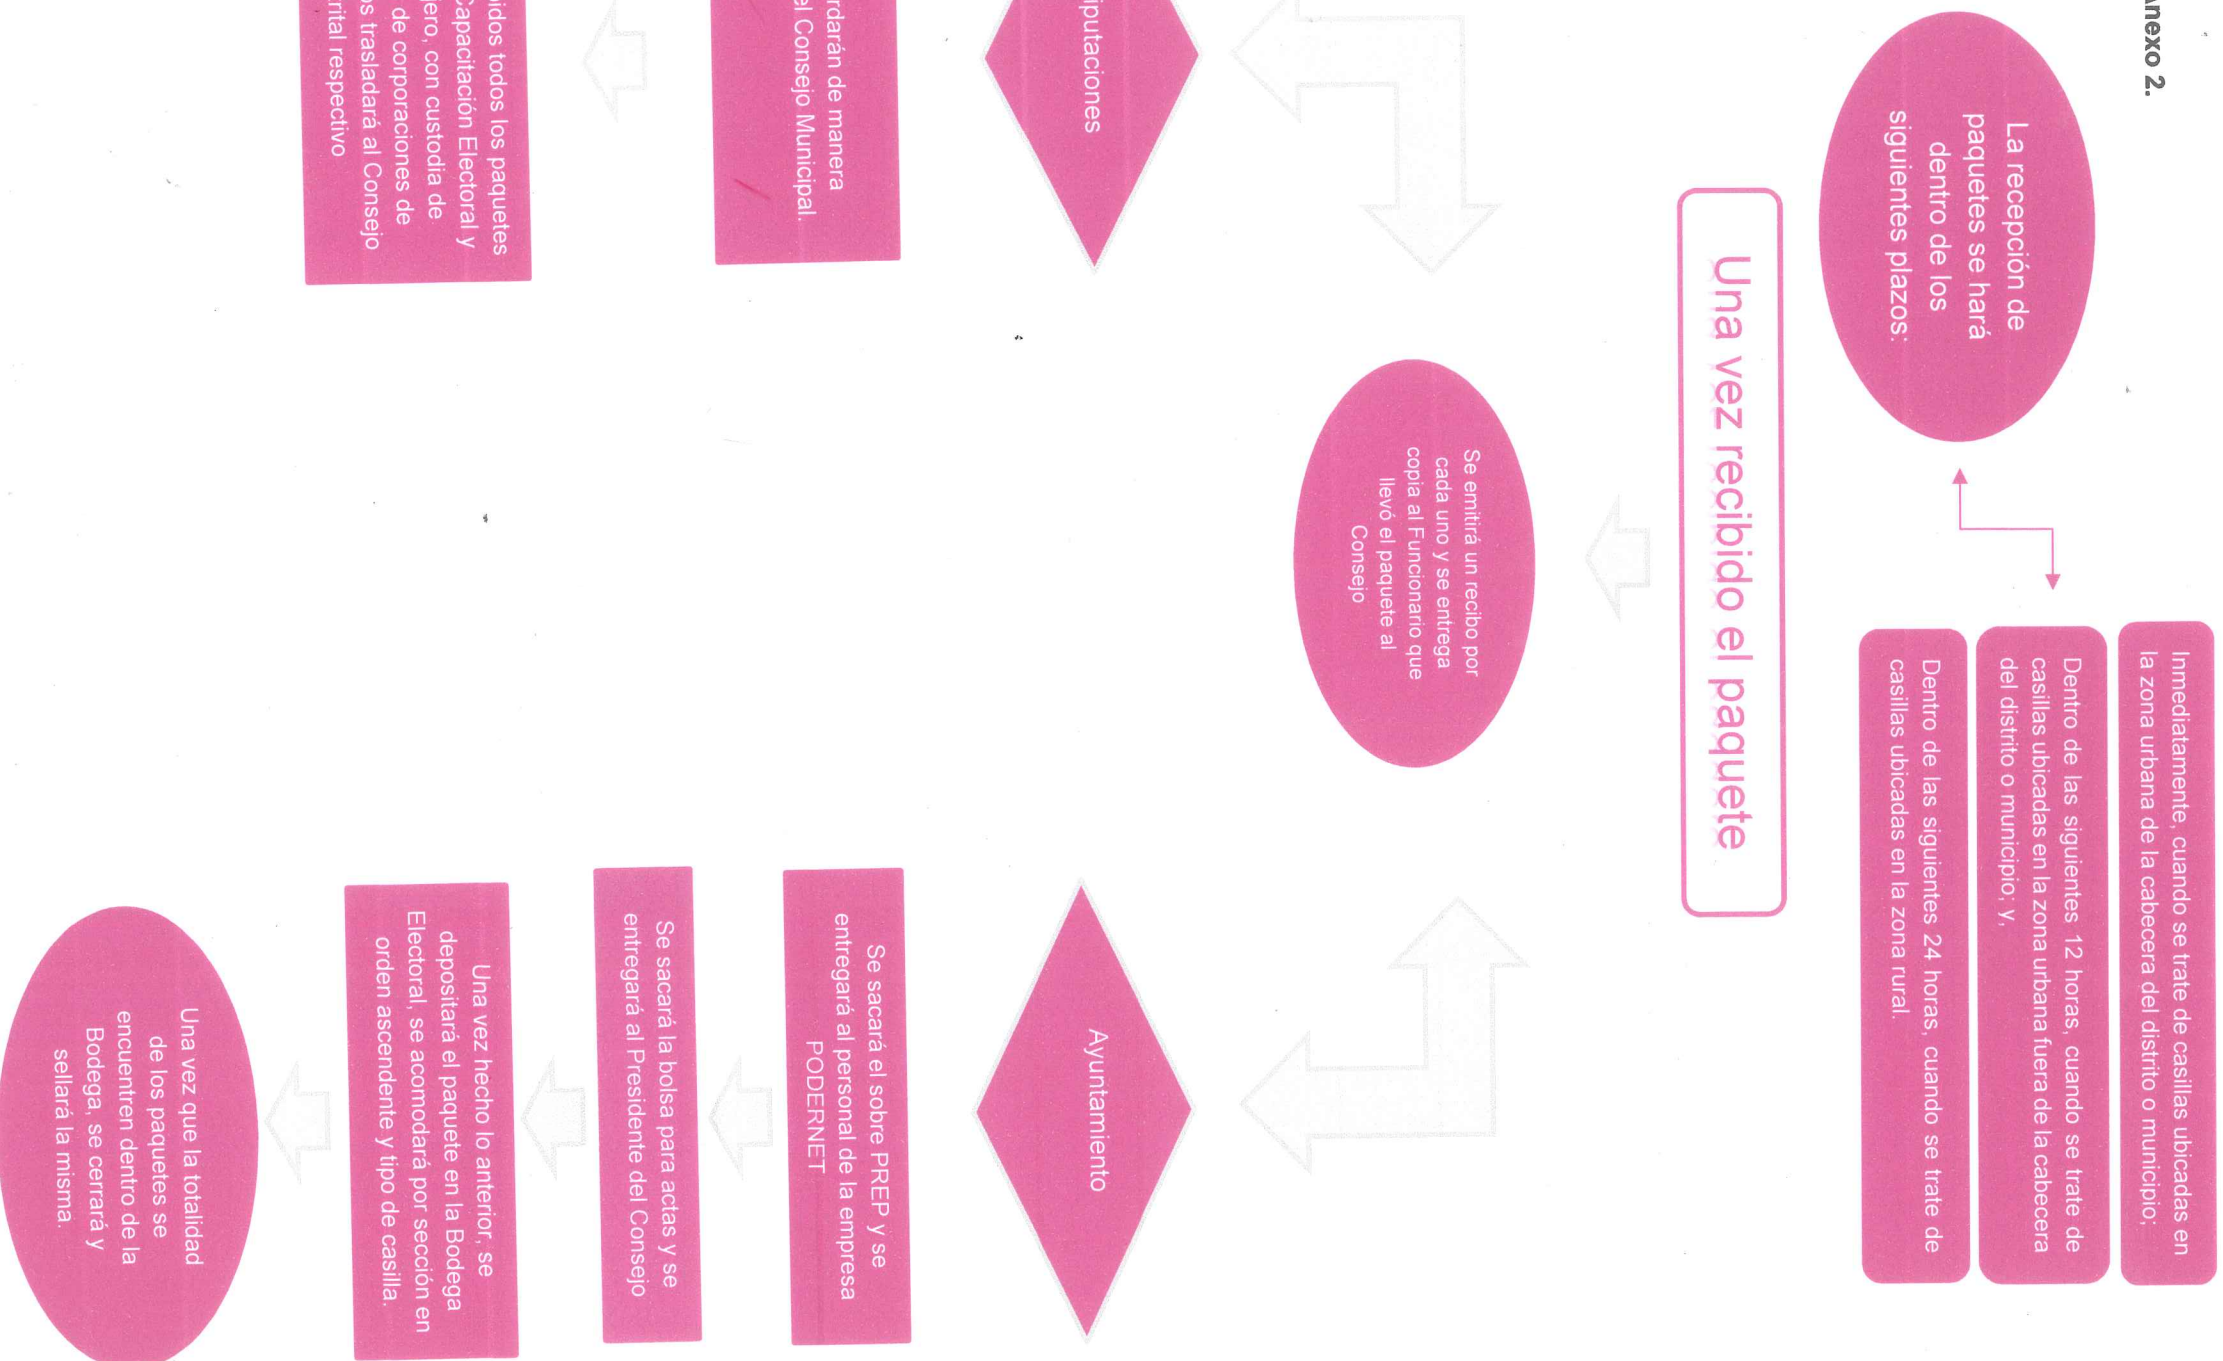 Anexo 2.
La recepción de
paquetes se hará
dentro de los
siguientes plazos:
Inmediatamente, cuando se trate de casillas ubicadas en
la zona urbana de la cabecera del distrito o municipio;
Dentro de las siguientes 12 horas, cuando se trate de
casillas ubicadas en la zona urbana fuera de la cabecera
del distrito o municipio; y,
Dentro de las siguientes 24 horas, cuando se trate de
casillas ubicadas en la zona rural.
Una vez recibido el paquete
Se emitirá un recibo por
cada uno y se entrega
copia al Funcionario que
llevó el paquete al
Consejo
iputaciones
rdarán de manera
el Consejo Municipal.
bidos todos los paquetes
Capacitación Electoral y
jero, con custodia de
de corporaciones de
os trasladará al Consejo
rital respectivo
Ayuntamiento
Se sacará el sobre PREP y se
entregará al personal de la empresa
PODERNET
Se sacará la bolsa para actas y se
entregará al Presidente del Consejo
Una vez hecho lo anterior, se
depositará el paquete en la Bodega
Electoral, se acomodará por sección en
orden ascendente y tipo de casilla.
Una vez que la totalidad
de los paquetes se
encuentren dentro de la
Bodega, se cerrará y
sellará la misma.